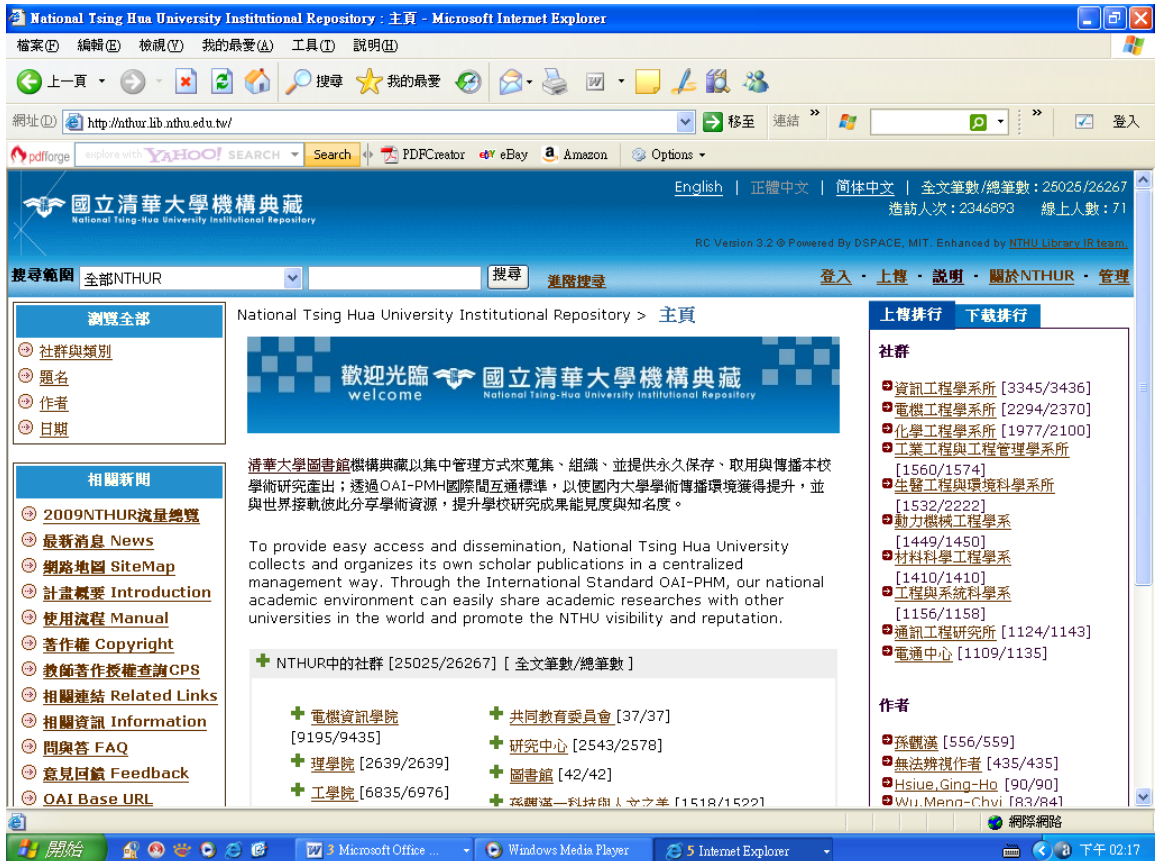 National Tsing Hua University Institutional Repository : 主頁 - Microsoft Internet Explorer
檔案(F) 編輯(E) 檢視(V) 我的最愛(A) 工具(T) 說明(H)
上一頁 搜尋 我的最愛
網址(D) http://nthur.lib.nthu.edu.tw/ 移至 連結 » » 登入
pdfforge explore with YAHOO! SEARCH Search PDFCreator eBay Amazon Options
English | 正體中文 | 简体中文 | 全文筆數/總筆數 : 25025/26267
國立清華大學機構典藏 造訪人次 : 2346893 線上人數 : 71
National Tsing-Hua University Institutional Repository
RC Version 3.2 © Powered By DSPACE, MIT. Enhanced by NTHU Library IR team.
搜尋範圍 全部NTHUR 搜尋 進階搜尋 登入 · 上傳 · 說明 · 關於NTHUR · 管理
瀏覽全部
社群與類別
題名
作者
日期
相關新聞
2009NTHUR流量總覽
最新消息 News
網路地圖 SiteMap
計畫概要 Introduction
使用流程 Manual
著作權 Copyright
教師著作授權查詢CPS
相關連結 Related Links
相關資訊 Information
問與答 FAQ
意見回饋 Feedback
OAI Base URL
National Tsing Hua University Institutional Repository > 主頁
歡迎光臨 國立清華大學機構典藏
welcome National Tsing-Hua University Institutional Repository
清華大學圖書館機構典藏以集中管理方式來蒐集、組織、並提供永久保存、取用與傳播本校
學術研究產出；透過OAI-PMH國際間互通標準，以使國內大學學術傳播環境獲得提升，並
與世界接軌彼此分享學術資源，提升學校研究成果能見度與知名度。
To provide easy access and dissemination, National Tsing Hua University
collects and organizes its own scholar publications in a centralized
management way. Through the International Standard OAI-PHM, our national
academic environment can easily share academic researches with other
universities in the world and promote the NTHU visibility and reputation.
NTHUR中的社群 [25025/26267] [ 全文筆數/總筆數 ]
電機資訊學院
[9195/9435]
理學院 [2639/2639]
工學院 [6835/6976]
共同教育委員會 [37/37]
研究中心 [2543/2578]
圖書館 [42/42]
孫觀漢—科技與人文之美 [1518/1522]
上傳排行 下載排行
社群
資訊工程學系所 [3345/3436]
電機工程學系所 [2294/2370]
化學工程學系所 [1977/2100]
工業工程與工程管理學系所
[1560/1574]
生醫工程與環境科學系所
[1532/2222]
動力機械工程學系
[1449/1450]
材料科學工程學系
[1410/1410]
工程與系統科學系
[1156/1158]
通訊工程研究所 [1124/1143]
電通中心 [1109/1135]
作者
孫觀漢 [556/559]
無法辨視作者 [435/435]
Hsiue,Ging-Ho [90/90]
Wu,Meng-Chyi [83/84]
網際網路
開始 3 Microsoft Office ... Windows Media Player 5 Internet Explorer 下午 02:17